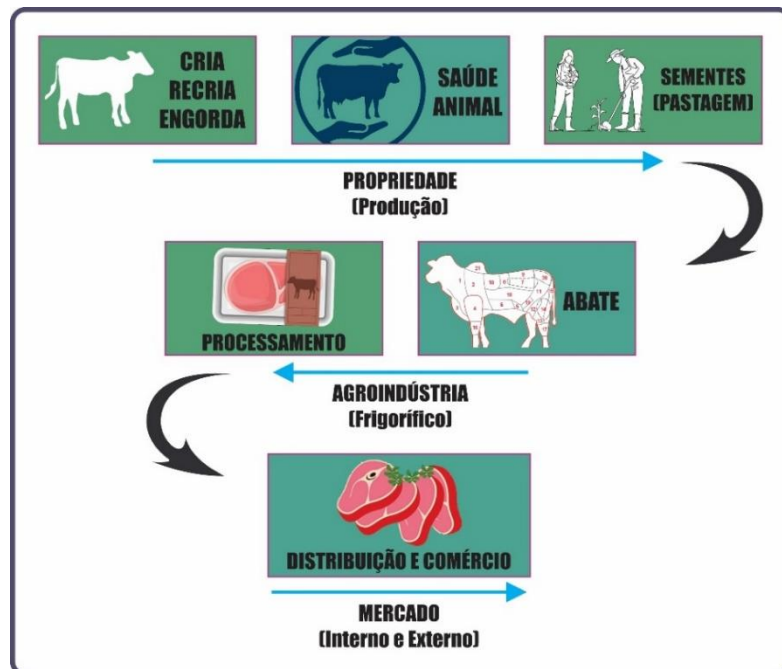 CRIA
RECRIA
ENGORDA
SAÚDE
ANIMAL
SEMENTES
(PASTAGEM)
PROPRIEDADE
(Produção)
PROCESSAMENTO
ABATE
AGROINDÚSTRIA
(Frigorífico)
DISTRIBUIÇÃO E COMÉRCIO
MERCADO
(Interno e Externo)